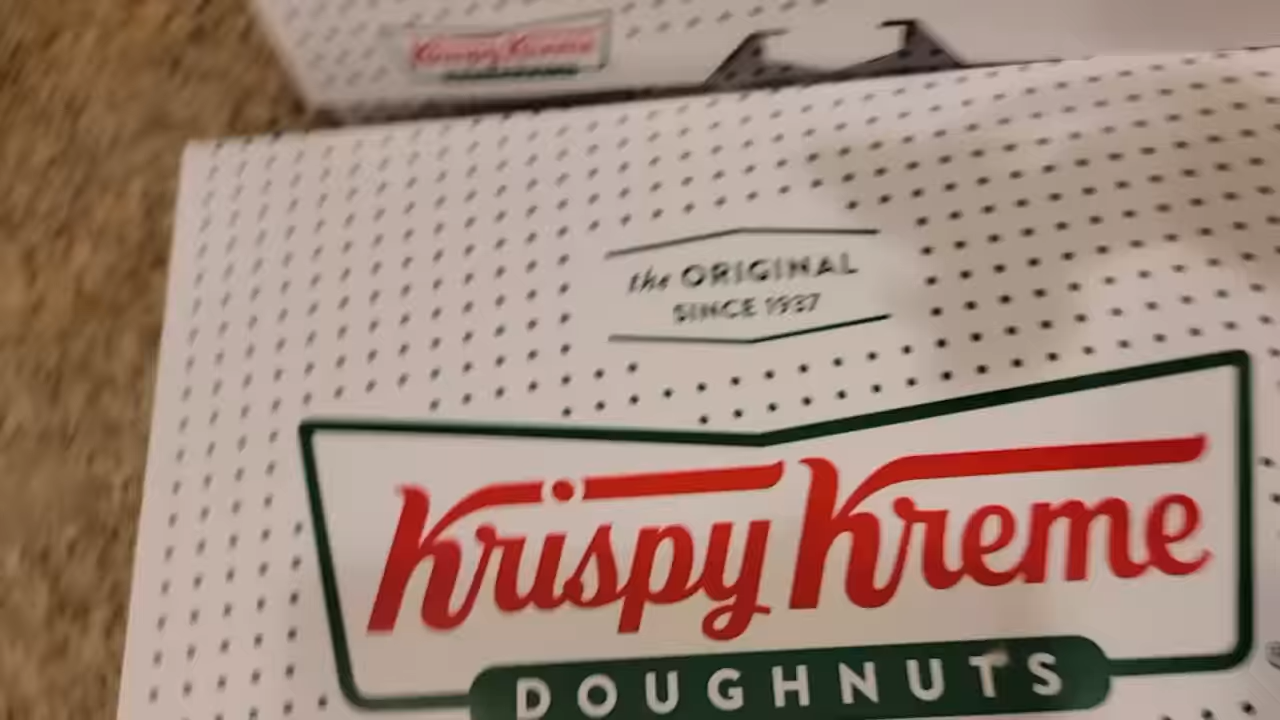 Krispy Kreme
the ORIGINAL
SINCE 1937
Krispy Kreme
DOUGHNUTS